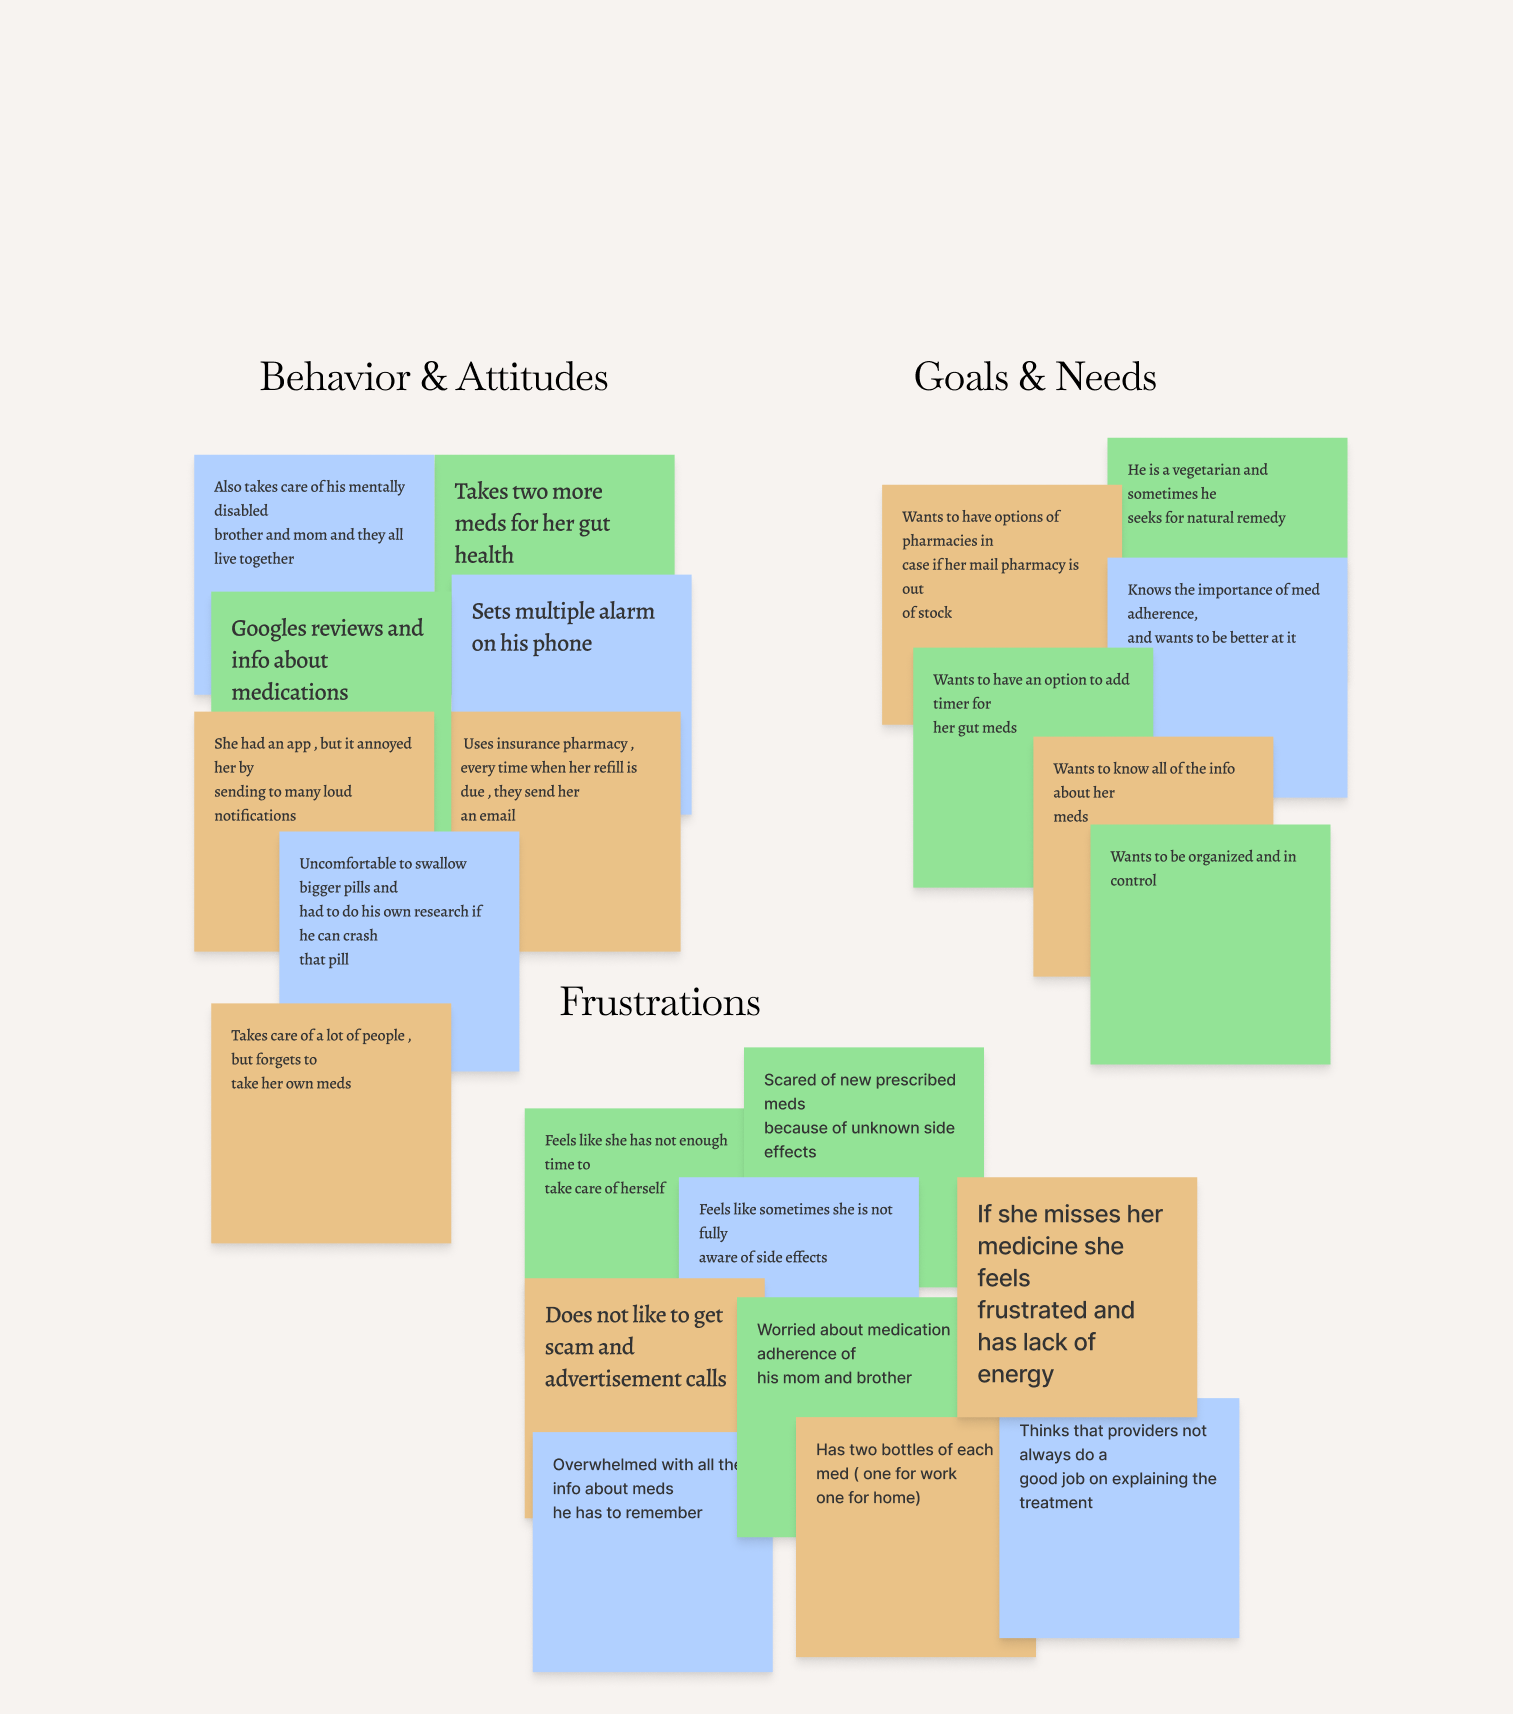 Behavior & Attitudes
Also takes care of his mentally
disabled
brother and mom and they all
live together
Takes two more
meds for her gut
health
Googles reviews and
info about
medications
Sets multiple alarm
on his phone
She had an app , but it annoyed
her by
sending to many loud
notifications
Uses insurance pharmacy ,
every time when her refill is
due , they send her
an email
Uncomfortable to swallow
bigger pills and
had to do his own research if
he can crash
that pill
Takes care of a lot of people ,
but forgets to
take her own meds
Goals & Needs
He is a vegetarian and
sometimes he
seeks for natural remedy
Wants to have options of
pharmacies in
case if her mail pharmacy is
out
of stock
Knows the importance of med
adherence,
and wants to be better at it
Wants to have an option to add
timer for
her gut meds
Wants to know all of the info
about her
meds
Wants to be organized and in
control
Frustrations
Scared of new prescribed
meds
because of unknown side
effects
Feels like she has not enough
time to
take care of herself
Feels like sometimes she is not
fully
aware of side effects
If she misses her
medicine she
feels
frustrated and
has lack of
energy
Does not like to get
scam and
advertisement calls
Worried about medication
adherence of
his mom and brother
Overwhelmed with all the
info about meds
he has to remember
Has two bottles of each
med ( one for work
one for home)
Thinks that providers not
always do a
good job on explaining the
treatment